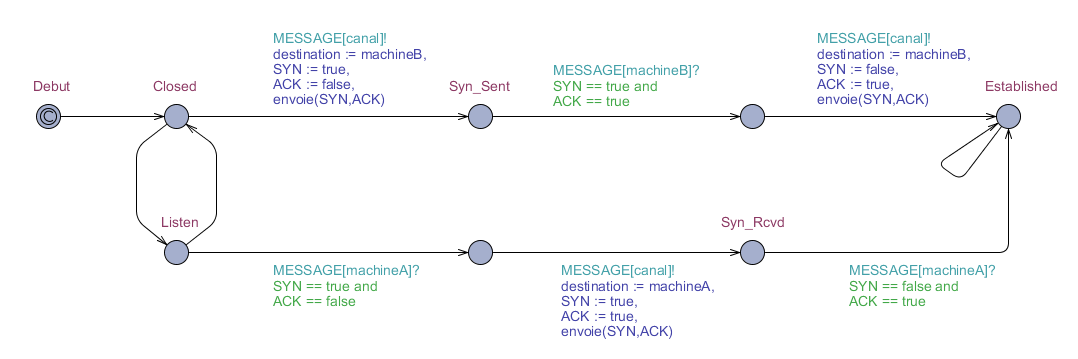 MESSAGE[canal]!
destination := machineB,
SYN := true,
ACK := false,
envoie(SYN,ACK)
MESSAGE[machineB]?
SYN == true and
ACK == true
MESSAGE[canal]!
destination := machineB,
SYN := false,
ACK := true,
envoie(SYN,ACK)
Debut
Closed
Syn_Sent
Established
C
Listen
Syn_Rcvd
MESSAGE[machineA]?
SYN == true and
ACK == false
MESSAGE[canal]!
destination := machineA,
SYN := true,
ACK := true,
envoie(SYN,ACK)
MESSAGE[machineA]?
SYN == false and
ACK == true